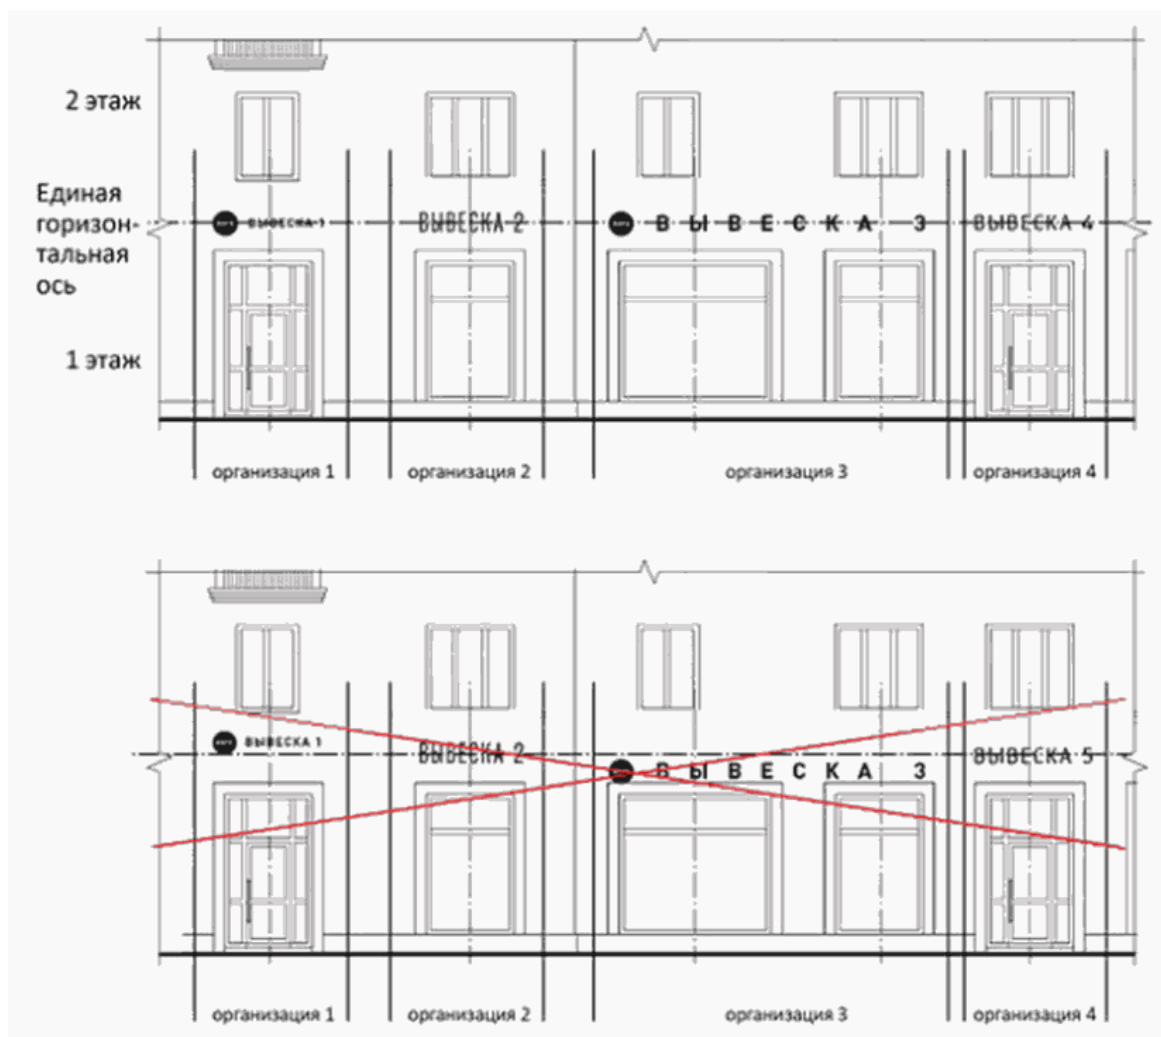 2 этаж
Единая
горизон-
тальная
ось
ВЫВЕСКА 1
ВЫВЕСКА 2
ВЫВЕСКА 3
ВЫВЕСКА 4
1 этаж
организация 1
организация 2
организация 3
организация 4
ВЫВЕСКА 1
ВЫВЕСКА 2
ВЫВЕСКА 3
ВЫВЕСКА 5
организация 1
организация 2
организация 3
организация 4